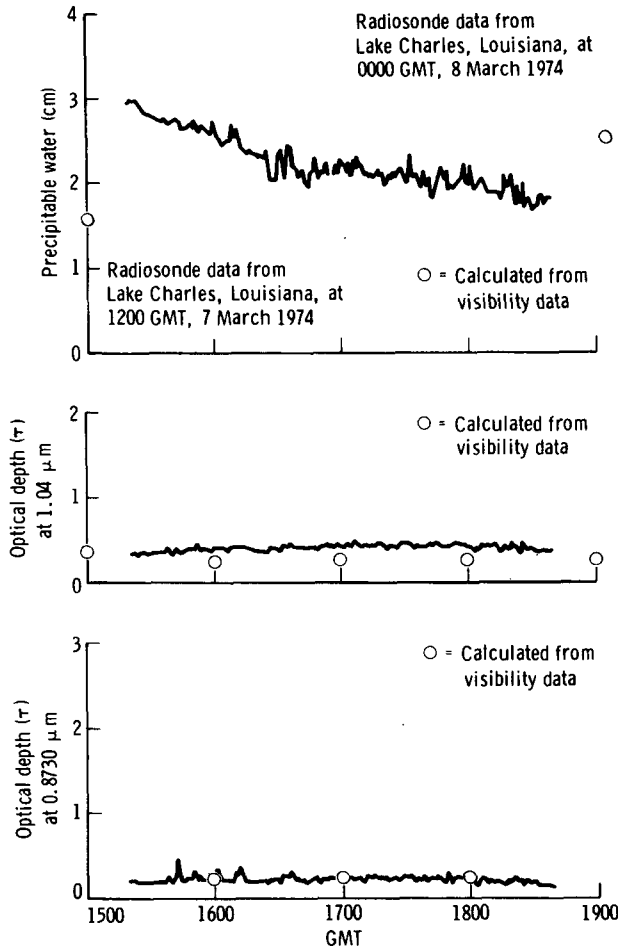 Radiosonde data from
Lake Charles, Louisiana, at
0000 GMT, 8 March 1974
4
3
2
1
0
Precipitable water (cm)
Radiosonde data from
Lake Charles, Louisiana, at
1200 GMT, 7 March 1974
○ = Calculated from
visibility data
2
1
0
Optical depth (τ)
at 1.04 μm
○ = Calculated from
visibility data
3
2
1
0
Optical depth (τ)
at 0.8730 μm
○ = Calculated from
visibility data
1500 1600 1700 1800 1900
GMT